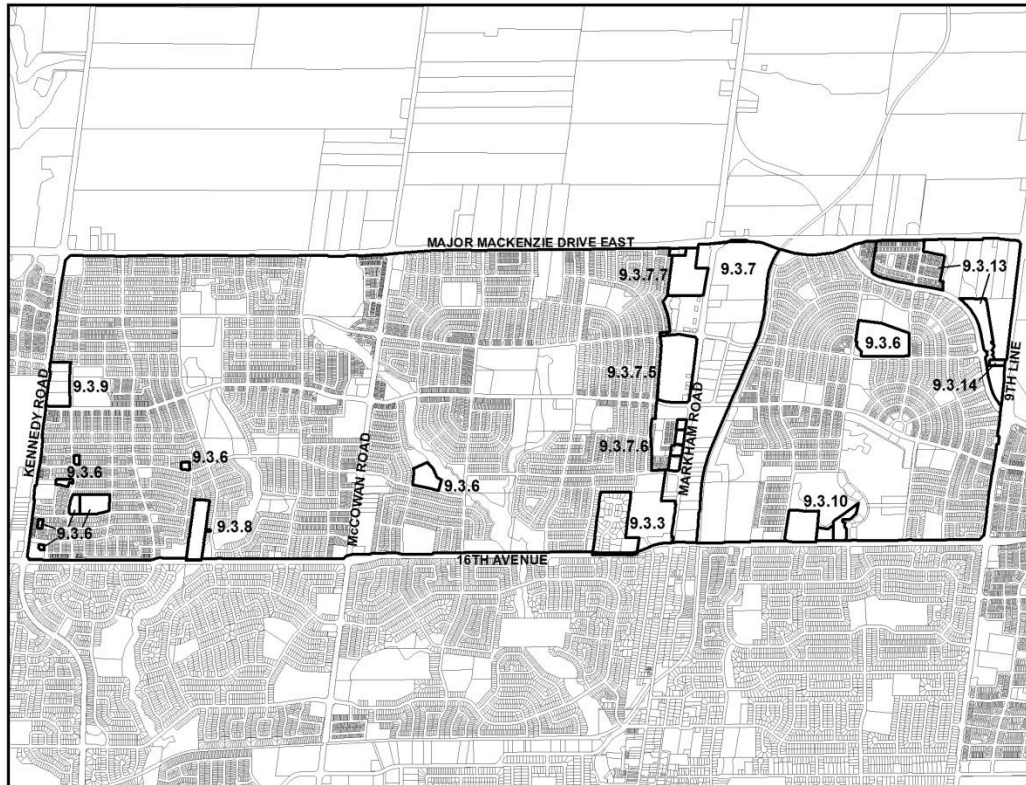 MAJOR MACKENZIE DRIVE EAST
9.3.7.7
9.3.7
9.3.13
9.3.6
9.3.7.5
9.3.14
9TH LINE
KENNEDY ROAD
9.3.9
McCOWAN ROAD
MARKHAM ROAD
9.3.7.6
9.3.6
9.3.6
9.3.6
9.3.10
9.3.3
9.3.6
9.3.8
16TH AVENUE